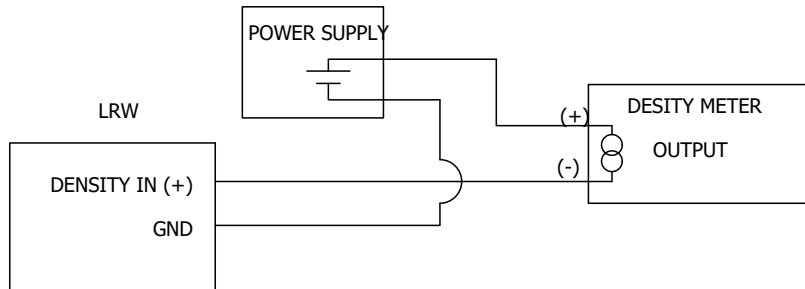 POWER SUPPLY
LRW
DENSITY IN (+)
GND
(+)
(-)
DESITY METER
OUTPUT